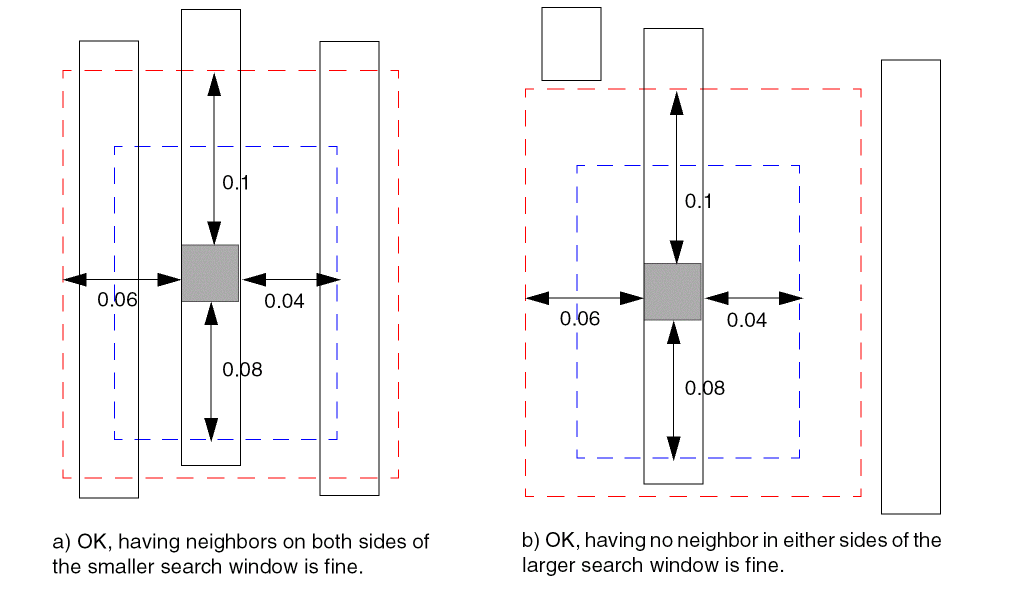 0.1
0.06
0.04
0.08
a) OK, having neighbors on both sides of
the smaller search window is fine.
0.1
0.06
0.04
0.08
b) OK, having no neighbor in either sides of the
larger search window is fine.